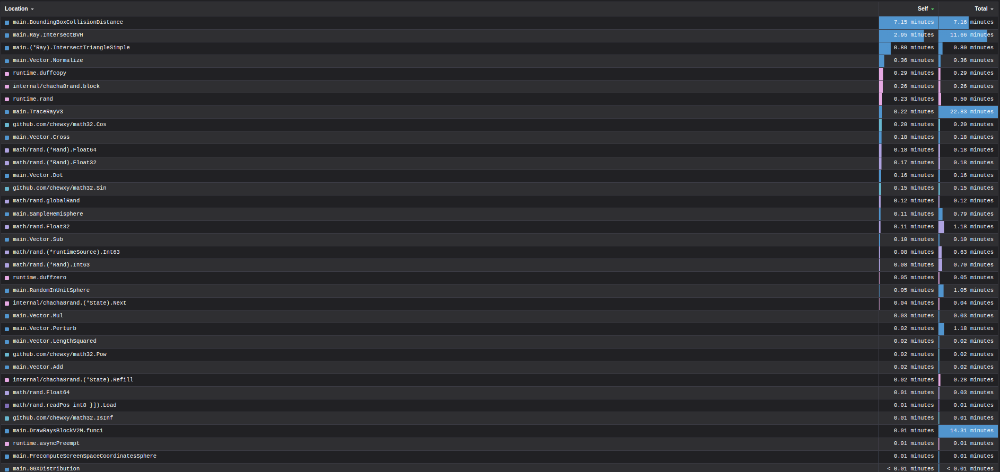 Location Self Total
main.BoundingBoxCollisionDistance 7.15 minutes 7.16 minutes
main.Ray.IntersectBVH 2.95 minutes 11.66 minutes
main.(*Ray).IntersectTriangleSimple 0.80 minutes 0.80 minutes
main.Vector.Normalize 0.36 minutes 0.36 minutes
runtime.duffcopy 0.29 minutes 0.29 minutes
internal/chacha8rand.block 0.26 minutes 0.26 minutes
runtime.rand 0.23 minutes 0.50 minutes
main.TraceRayV3 0.22 minutes 22.83 minutes
github.com/chewxy/math32.Cos 0.20 minutes 0.20 minutes
main.Vector.Cross 0.18 minutes 0.18 minutes
math/rand.(*Rand).Float64 0.18 minutes 0.18 minutes
math/rand.(*Rand).Float32 0.17 minutes 0.18 minutes
main.Vector.Dot 0.16 minutes 0.16 minutes
github.com/chewxy/math32.Sin 0.15 minutes 0.15 minutes
math/rand.globalRand 0.12 minutes 0.12 minutes
main.SampleHemisphere 0.11 minutes 0.79 minutes
math/rand.Float32 0.11 minutes 1.18 minutes
main.Vector.Sub 0.10 minutes 0.10 minutes
math/rand.(*runtimeSource).Int63 0.08 minutes 0.63 minutes
math/rand.(*Rand).Int63 0.08 minutes 0.70 minutes
runtime.duffzero 0.05 minutes 0.05 minutes
main.RandomInUnitSphere 0.05 minutes 1.05 minutes
internal/chacha8rand.(*State).Next 0.04 minutes 0.04 minutes
main.Vector.Mul 0.03 minutes 0.03 minutes
main.Vector.Perturb 0.02 minutes 1.18 minutes
main.Vector.LengthSquared 0.02 minutes 0.02 minutes
github.com/chewxy/math32.Pow 0.02 minutes 0.02 minutes
main.Vector.Add 0.02 minutes 0.02 minutes
internal/chacha8rand.(*State).Refill 0.02 minutes 0.28 minutes
math/rand.Float64 0.01 minutes 0.03 minutes
math/rand.readPos int8 }]).Load 0.01 minutes 0.01 minutes
github.com/chewxy/math32.IsInf 0.01 minutes 0.01 minutes
main.DrawRaysBlockV2M.func1 0.01 minutes 14.31 minutes
runtime.asyncPreempt 0.01 minutes 0.01 minutes
main.PrecomputeScreenSpaceCoordinatesSphere 0.01 minutes 0.01 minutes
main.GGXDistribution < 0.01 minutes < 0.01 minutes